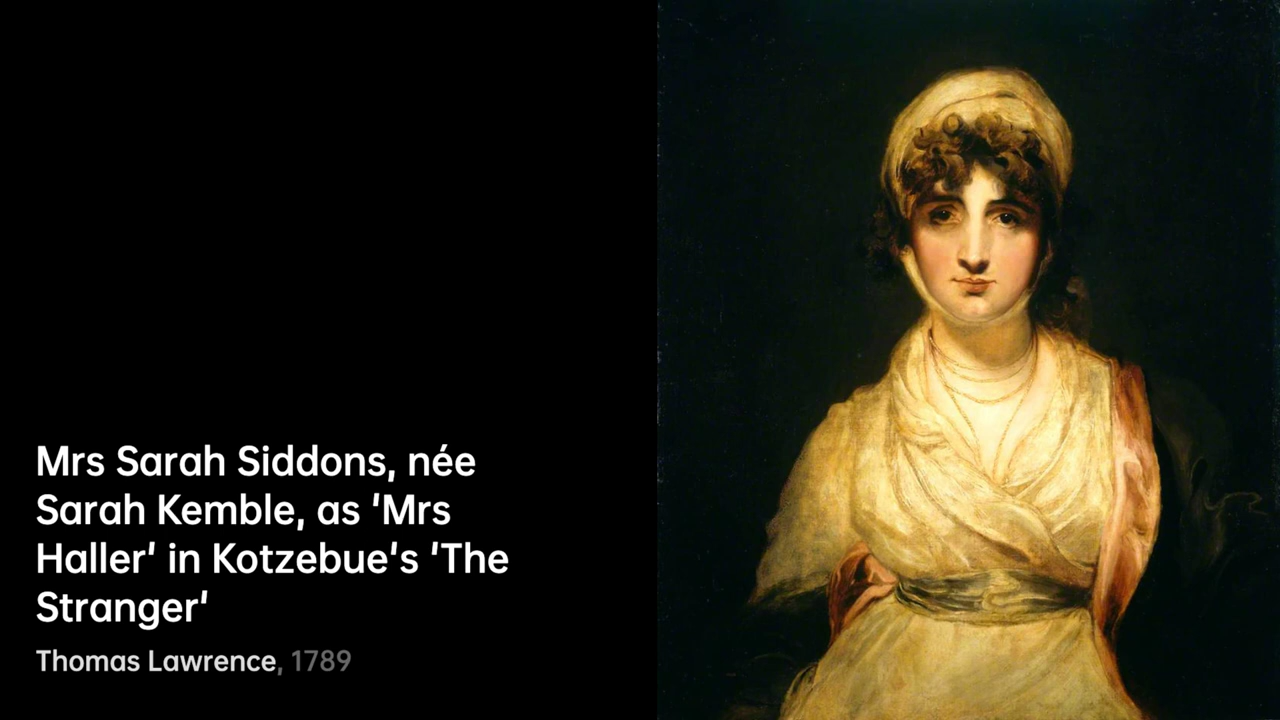 Mrs Sarah Siddons, née
Sarah Kemble, as 'Mrs
Haller' in Kotzebue's 'The
Stranger'
Thomas Lawrence, 1789